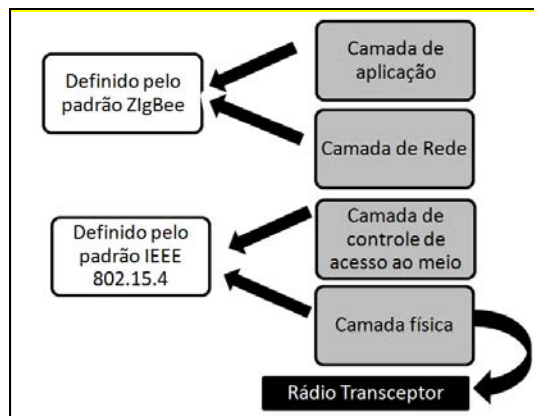 Definido pelo
padrão ZIgBee
Camada de
aplicação
Camada de Rede
Definido pelo
padrão IEEE
802.15.4
Camada de
controle de
acesso ao meio
Camada física
Rádio Transceptor